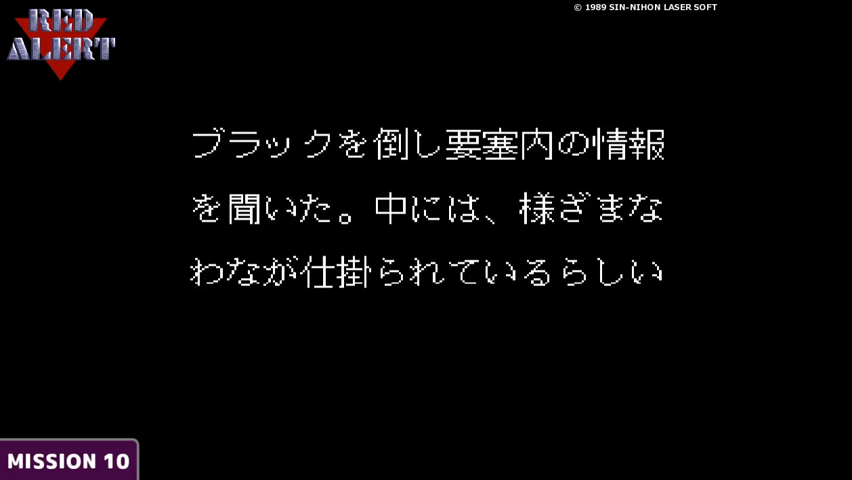 © 1989 SIN-NIHON LASER SOFT
RED
ALERT
ブラックを倒し要塞内の情報
を聞いた。中には、様ざまな
わなが仕掛られているらしい
MISSION 10